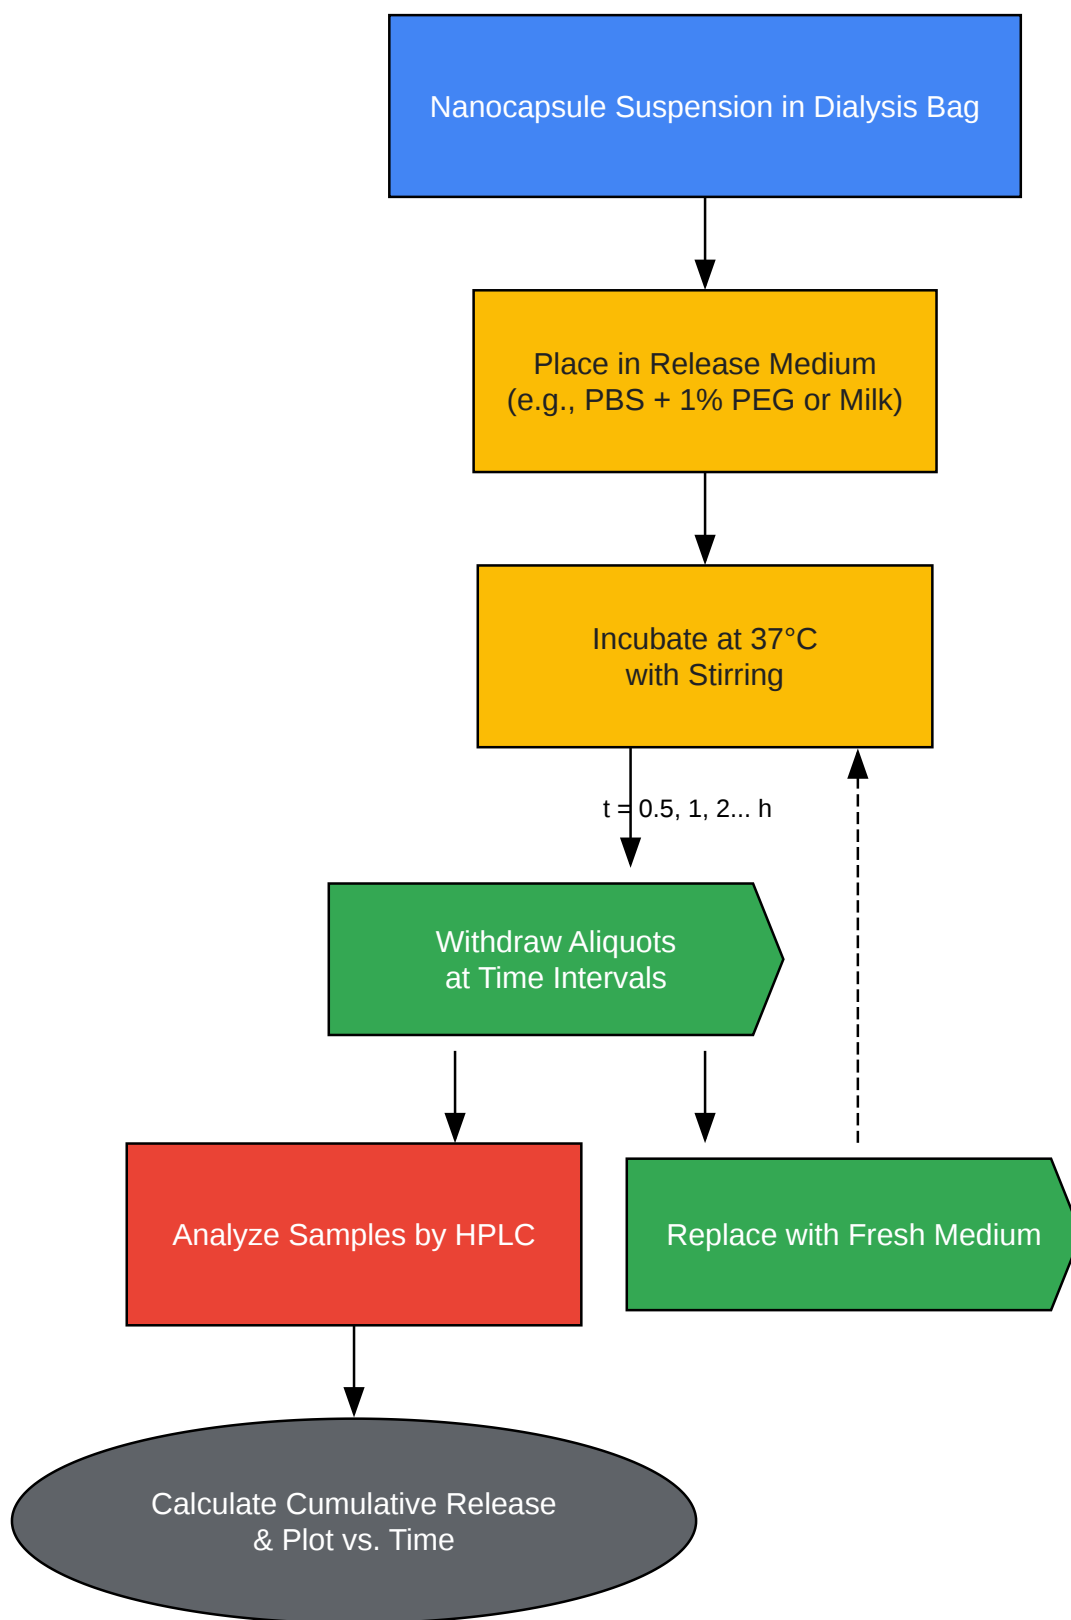 Nanocapsule Suspension in Dialysis Bag
Place in Release Medium
(e.g., PBS + 1% PEG or Milk)
Incubate at 37°C
with Stirring
t = 0.5, 1, 2... h
Withdraw Aliquots
at Time Intervals
Analyze Samples by HPLC
Replace with Fresh Medium
Calculate Cumulative Release
& Plot vs. Time